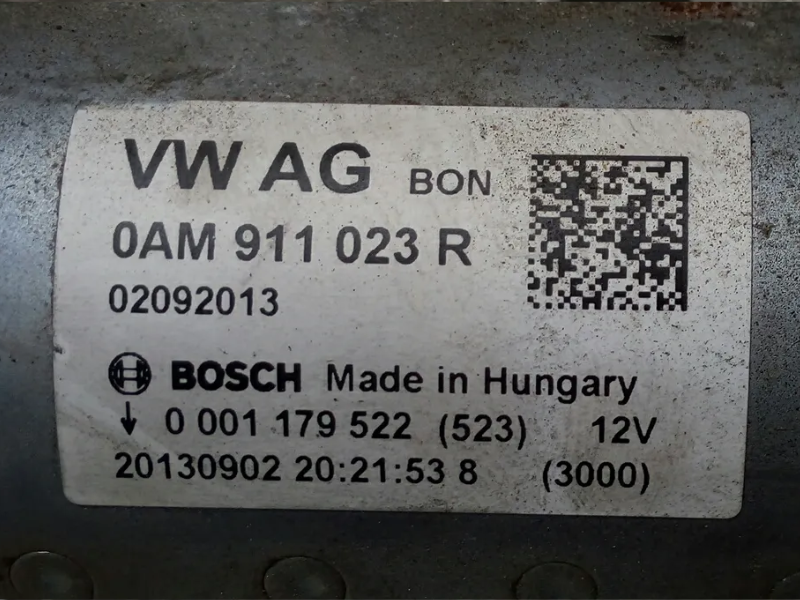 VW AG BON
0AM 911 023 R
02092013
BOSCH Made in Hungary
↓ 0 001 179 522 (523) 12V
20130902 20:21:53 8 (3000)